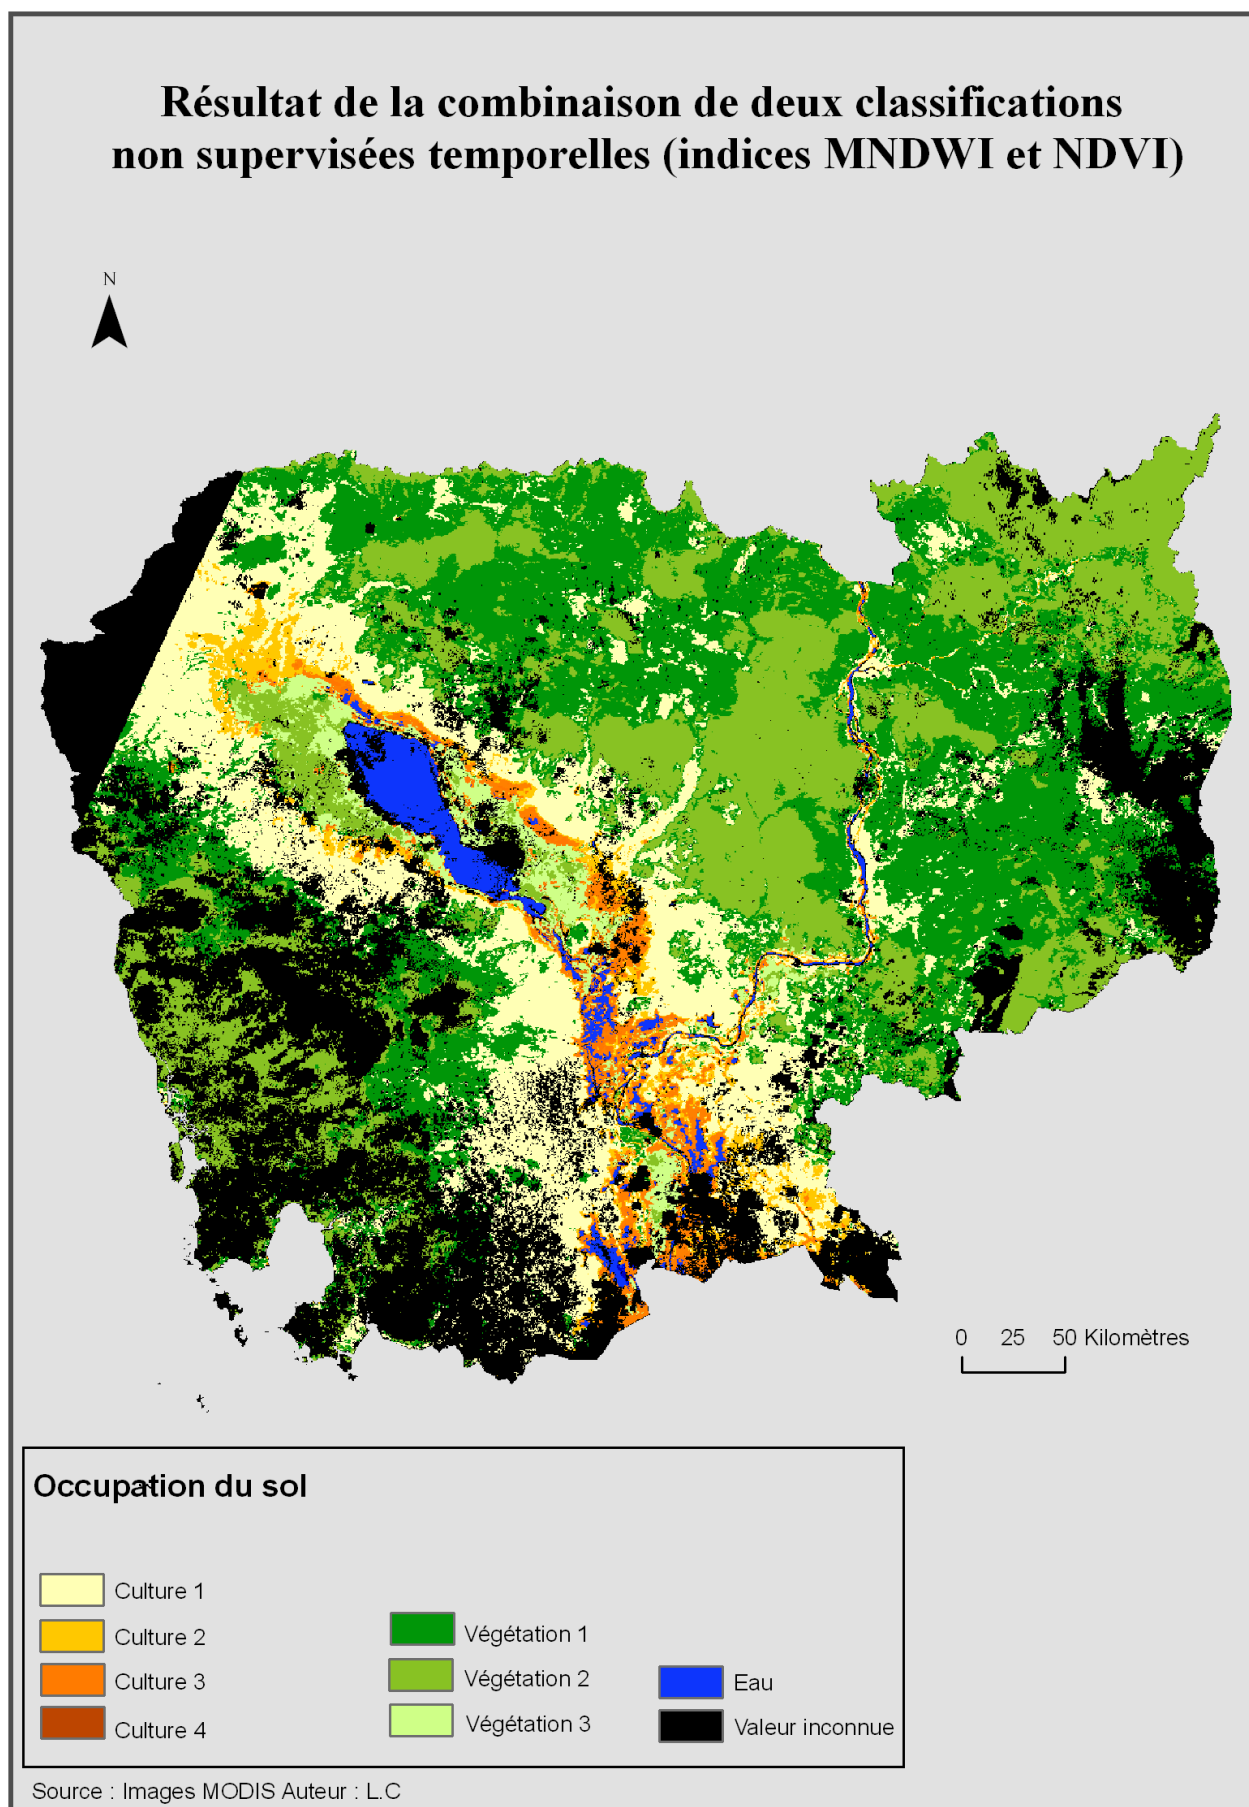 Résultat de la combinaison de deux classifications
non supervisées temporelles (indices MNDWI et NDVI)
N
0 25 50 Kilomètres
Occupation du sol
Culture 1
Culture 2
Culture 3
Culture 4
Végétation 1
Végétation 2
Végétation 3
Eau
Valeur inconnue
Source : Images MODIS Auteur : L.C